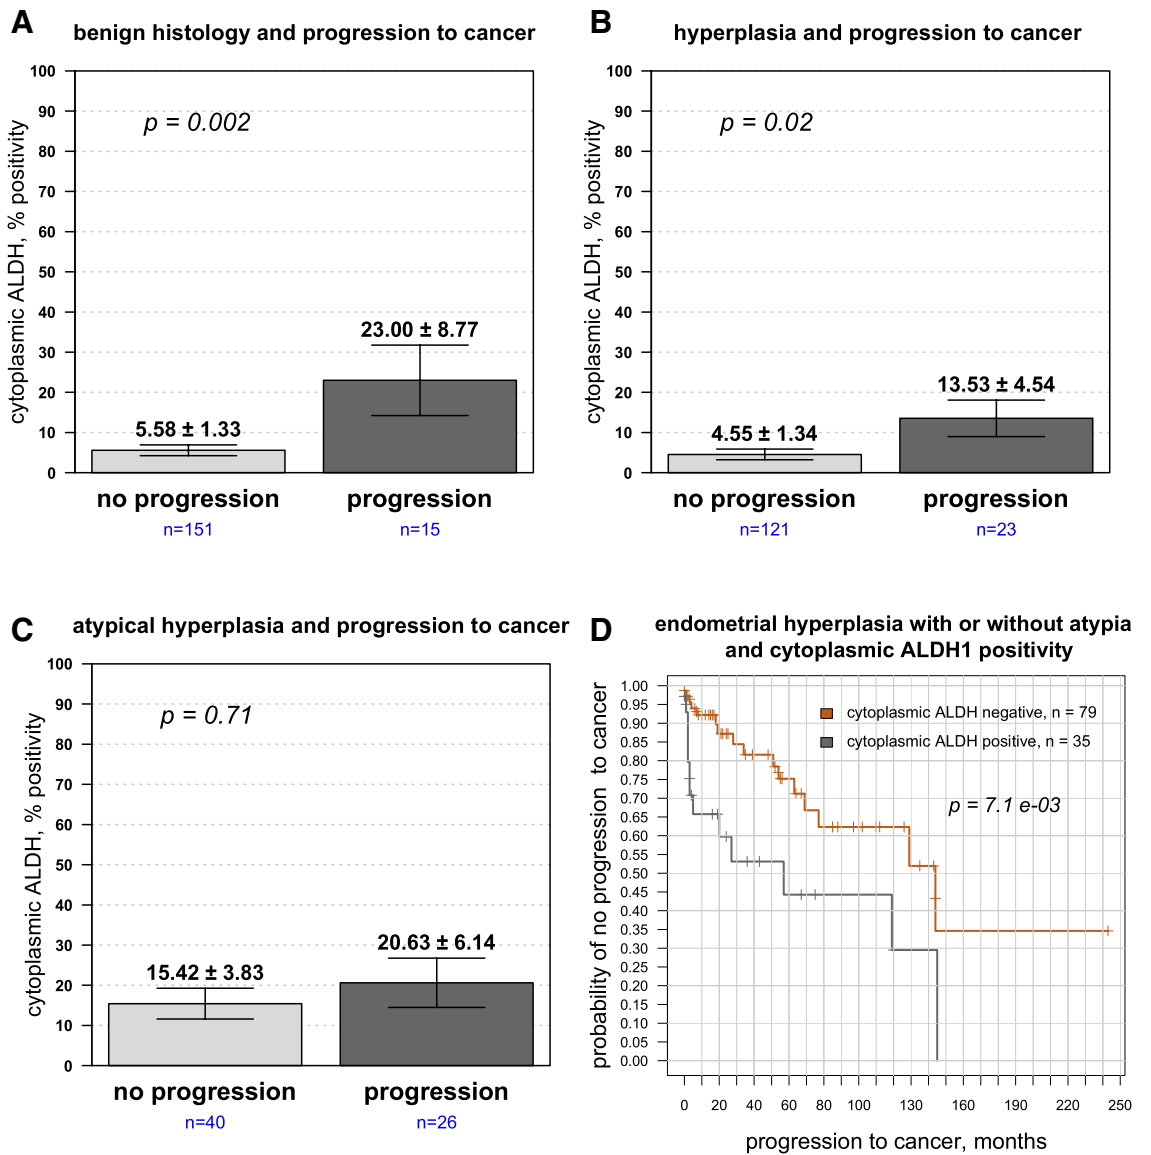 A
benign histology and progression to cancer
cytoplasmic ALDH, % positivity
100
90
80
70
60
50
40
30
20
10
0
p = 0.002
5.58 ± 1.33
23.00 ± 8.77
no progression
progression
n=151
n=15
B
hyperplasia and progression to cancer
cytoplasmic ALDH, % positivity
100
90
80
70
60
50
40
30
20
10
0
p = 0.02
4.55 ± 1.34
13.53 ± 4.54
no progression
progression
n=121
n=23
C
atypical hyperplasia and progression to cancer
cytoplasmic ALDH, % positivity
100
90
80
70
60
50
40
30
20
10
0
p = 0.71
15.42 ± 3.83
20.63 ± 6.14
no progression
progression
n=40
n=26
D
endometrial hyperplasia with or without atypia
and cytoplasmic ALDH1 positivity
probability of no progression to cancer
1.00
0.95
0.90
0.85
0.80
0.75
0.70
0.65
0.60
0.55
0.50
0.45
0.40
0.35
0.30
0.25
0.20
0.15
0.10
0.05
0.00
cytoplasmic ALDH negative, n = 79
cytoplasmic ALDH positive, n = 35
p = 7.1 e-03
0 20 40 60 80 100 130 160 190 220 250
progression to cancer, months